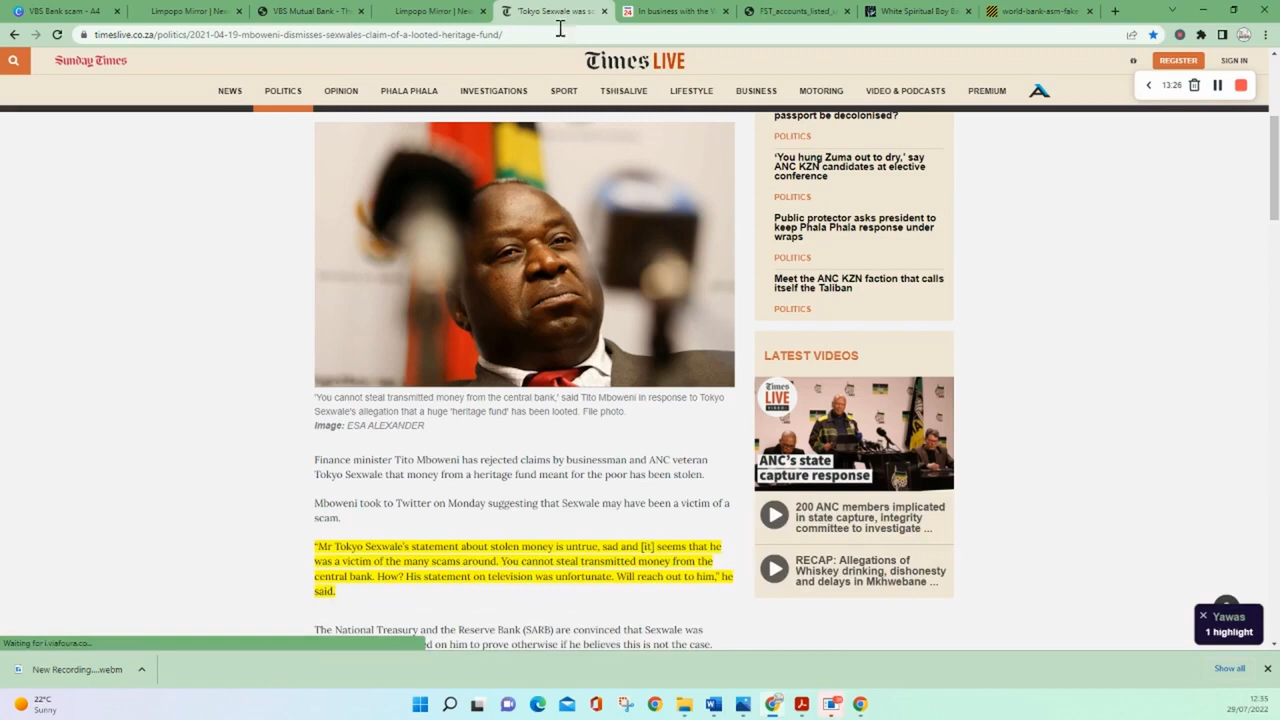 VBS Bank scam - A4
Limpopo Mirror | Ne
VBS Mutual Bank - Th
Limpopo Mirror | Ne
Tokyo Sexwale was sc
In business with the V
FST_accounts_listed_u
White Spiritual Boy B
world-bank-asm-fake
timeslive.co.za/politics/2021-04-19-mboweni-dismisses-sexwales-claim-of-a-looted-heritage-fund/
Sunday Times
Times LIVE
REGISTER
SIGN IN
NEWS
POLITICS
OPINION
PHALA PHALA
INVESTIGATIONS
SPORT
TSHISALIVE
LIFESTYLE
BUSINESS
MOTORING
VIDEO & PODCASTS
PREMIUM
13:26
'You cannot steal transmitted money from the central bank,' said Tito Mboweni in response to Tokyo
Sexwale's allegation that a huge 'heritage fund' has been looted. File photo.
Image: ESA ALEXANDER
Finance minister Tito Mboweni has rejected claims by businessman and ANC veteran
Tokyo Sexwale that money from a heritage fund meant for the poor has been stolen.
Mboweni took to Twitter on Monday suggesting that Sexwale may have been a victim of a
scam.
“Mr Tokyo Sexwale’s statement about stolen money is untrue, sad and [it] seems that he
was a victim of the many scams around. You cannot steal transmitted money from the
central bank. How? His statement on television was unfortunate. Will reach out to him,” he
said.
The National Treasury and the Reserve Bank (SARB) are convinced that Sexwale was
ed on him to prove otherwise if he believes this is not the case.
passport be decolonised?
POLITICS
‘You hung Zuma out to dry,’ say
ANC KZN candidates at elective
conference
POLITICS
Public protector asks president to
keep Phala Phala response under
wraps
POLITICS
Meet the ANC KZN faction that calls
itself the Taliban
POLITICS
LATEST VIDEOS
Times
LIVE
VIDEO
ANC's state
capture response
200 ANC members implicated
in state capture, integrity
committee to investigate ...
RECAP: Allegations of
Whiskey drinking, dishonesty
and delays in Mkhwebane ...
Yawas
1 highlight
Waiting for i.viafoura.co...
New Recording....webm
Show all
22°C
Sunny
12:35
29/07/2022